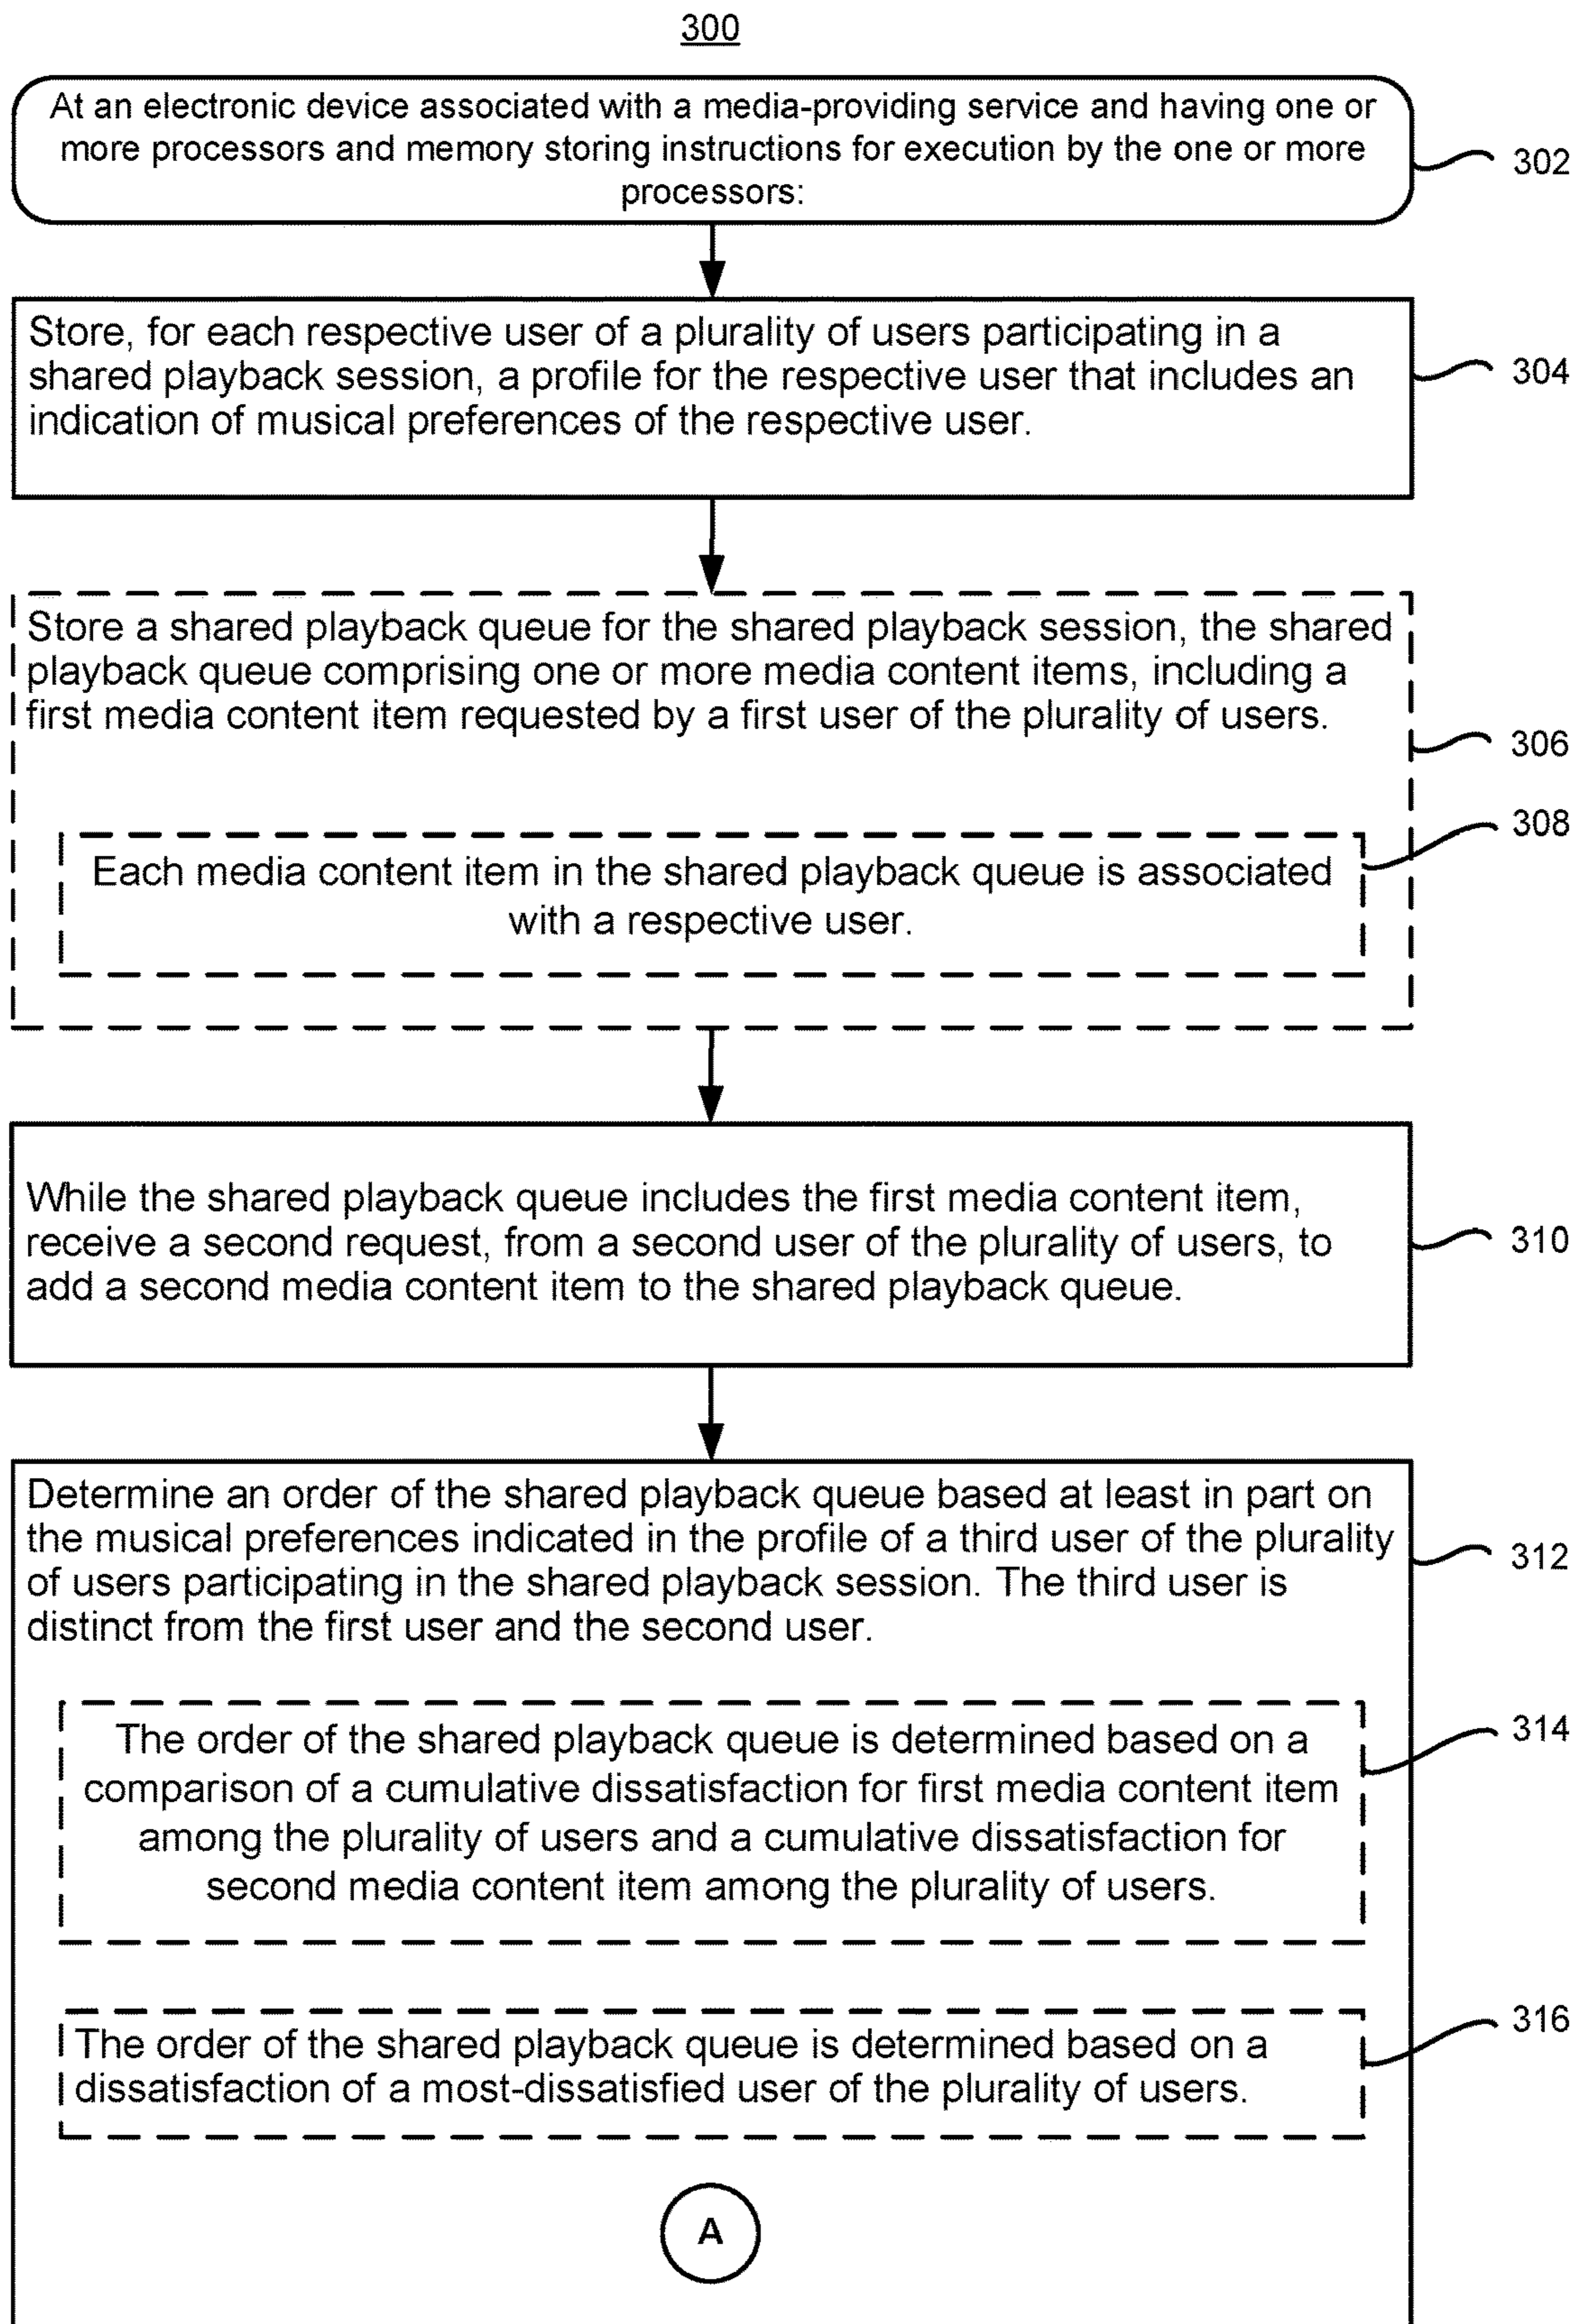 300
At an electronic device associated with a media-providing service and having one or
more processors and memory storing instructions for execution by the one or more
processors:
302
Store, for each respective user of a plurality of users participating in a
shared playback session, a profile for the respective user that includes an
indication of musical preferences of the respective user.
304
Store a shared playback queue for the shared playback session, the shared
playback queue comprising one or more media content items, including a
first media content item requested by a first user of the plurality of users.
306
308
Each media content item in the shared playback queue is associated
with a respective user.
While the shared playback queue includes the first media content item,
receive a second request, from a second user of the plurality of users, to
add a second media content item to the shared playback queue.
310
Determine an order of the shared playback queue based at least in part on
the musical preferences indicated in the profile of a third user of the plurality
of users participating in the shared playback session. The third user is
distinct from the first user and the second user.
312
The order of the shared playback queue is determined based on a
comparison of a cumulative dissatisfaction for first media content item
among the plurality of users and a cumulative dissatisfaction for
second media content item among the plurality of users.
314
The order of the shared playback queue is determined based on a
dissatisfaction of a most-dissatisfied user of the plurality of users.
316
A